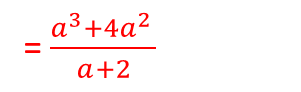 = (a³+4a²)/(a+2)